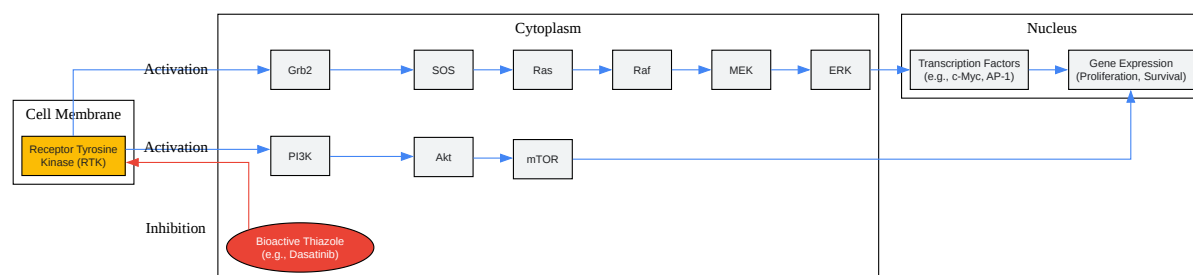 Cytoplasm
Nucleus
Activation
Grb2
SOS
Ras
Raf
MEK
ERK
Transcription Factors
(e.g., c-Myc, AP-1)
Gene Expression
(Proliferation, Survival)
Cell Membrane
Receptor Tyrosine
Kinase (RTK)
Activation
PI3K
Akt
mTOR
Inhibition
Bioactive Thiazole
(e.g., Dasatinib)